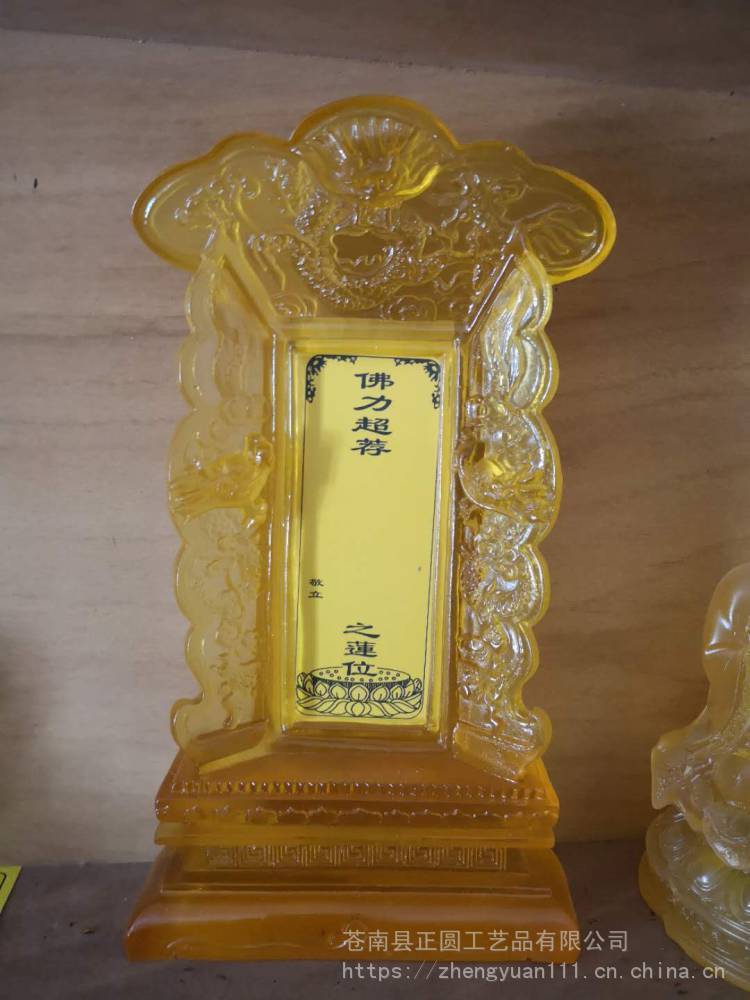 佛力超荐
敬立
之蓮位
苍南县正圆工艺品有限公司
https://zhengyuan111.cn.china.cn